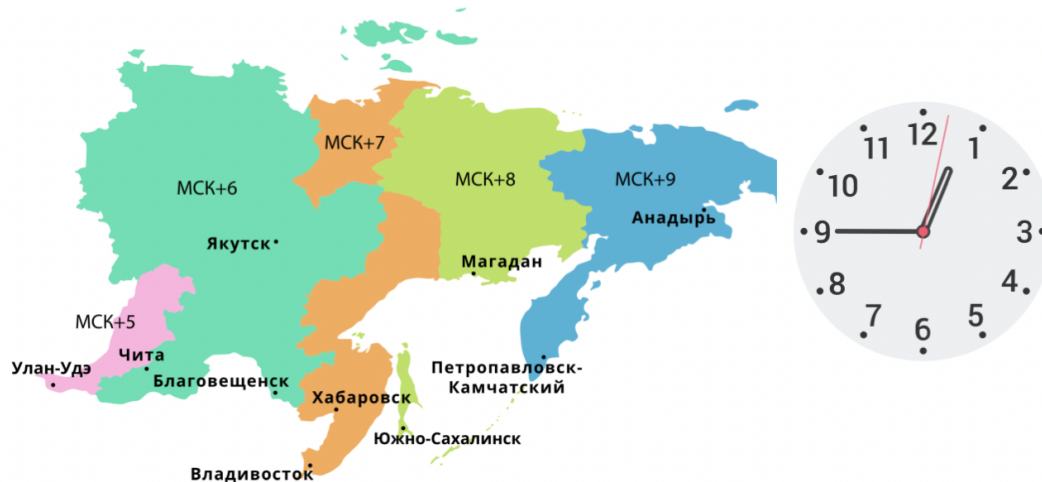 МСК+7
МСК+6
МСК+8
МСК+9
Анадырь
Якутск
Магадан
МСК+5
Чита
Улан-Удэ
Благовещенск
Петропавловск-
Камчатский
Хабаровск
Южно-Сахалинск
Владивосток
12
1
2
3
4
5
6
7
8
9
10
11